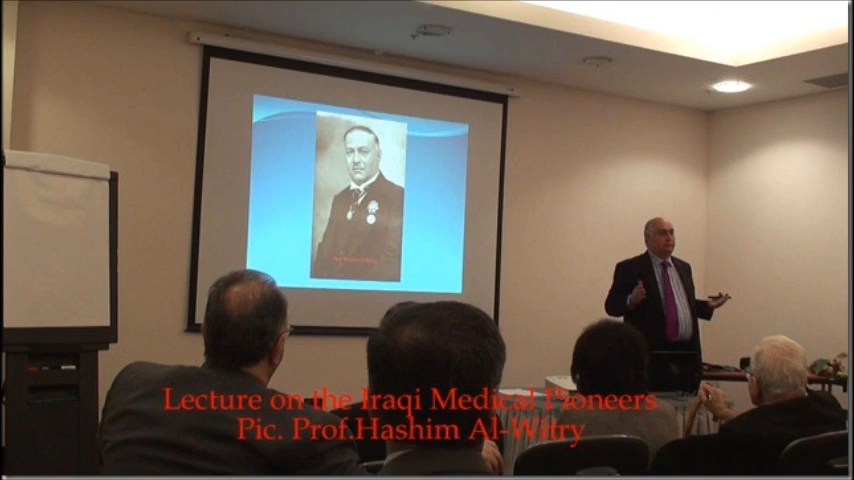 Lecture on the Iraqi Medical Pioneers
Pic. Prof.Hashim Al-Witry